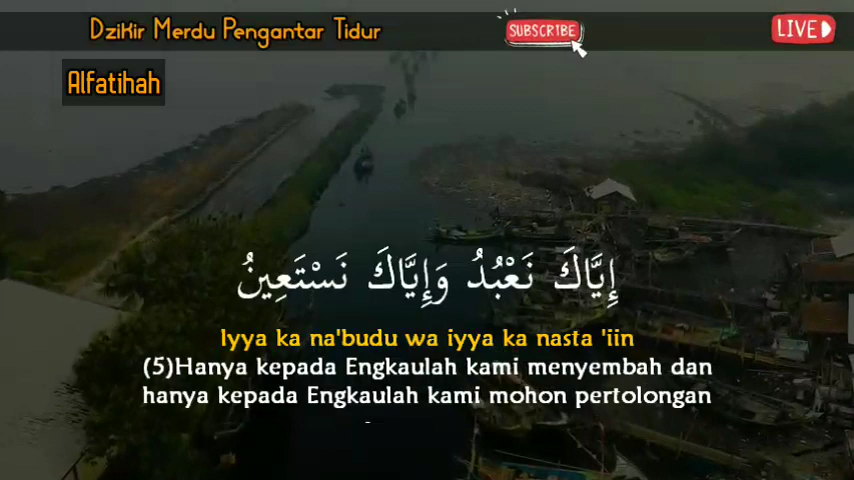 Dzikir Merdu Pengantar Tidur
SUBSCRIBE
LIVE
Alfatihah
إِيَّاكَ نَعْبُدُ وَإِيَّاكَ نَسْتَعِينُ
Iyya ka na'budu wa iyya ka nasta 'iin
(5)Hanya kepada Engkaulah kami menyembah dan
hanya kepada Engkaulah kami mohon pertolongan
-